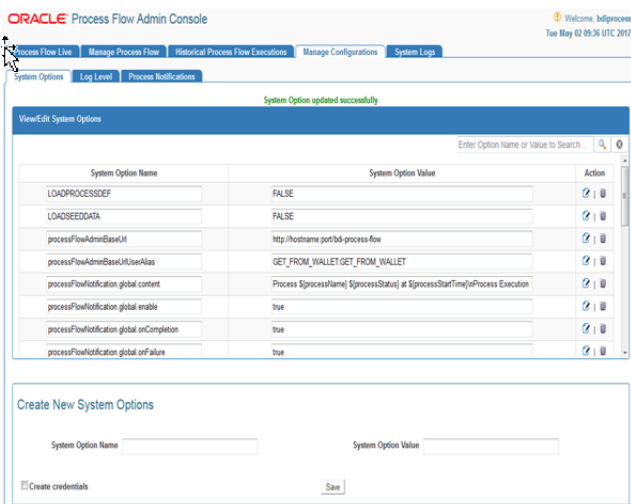 ORACLE Process Flow Admin Console
Welcome, bdiprocess
Tue May 02 09:36 UTC 2017
Process Flow Live Manage Process Flow Historical Process Flow Executions Manage Configurations System Logs
System Options Log Level Process Notifications
System Option updated successfully
View/Edit System Options
Enter Option Name or Value to Search...
System Option Name System Option Value Action
LOADPROCESSDEF FALSE
LOADSEEDDATA FALSE
processFlowAdminBaseUrl http://hostname:port/bdi-process-flow
processFlowAdminBaseUrlUserAlias GET_FROM_WALLET:GET_FROM_WALLET
processFlowNotification.global.content Process ${processName} ${processStatus} at ${processStartTime}\nProcess Execution
processFlowNotification.global.enable true
processFlowNotification.global.onCompletion true
processFlowNotification.global.onFailure true
Create New System Options
System Option Name System Option Value
Create credentials Save